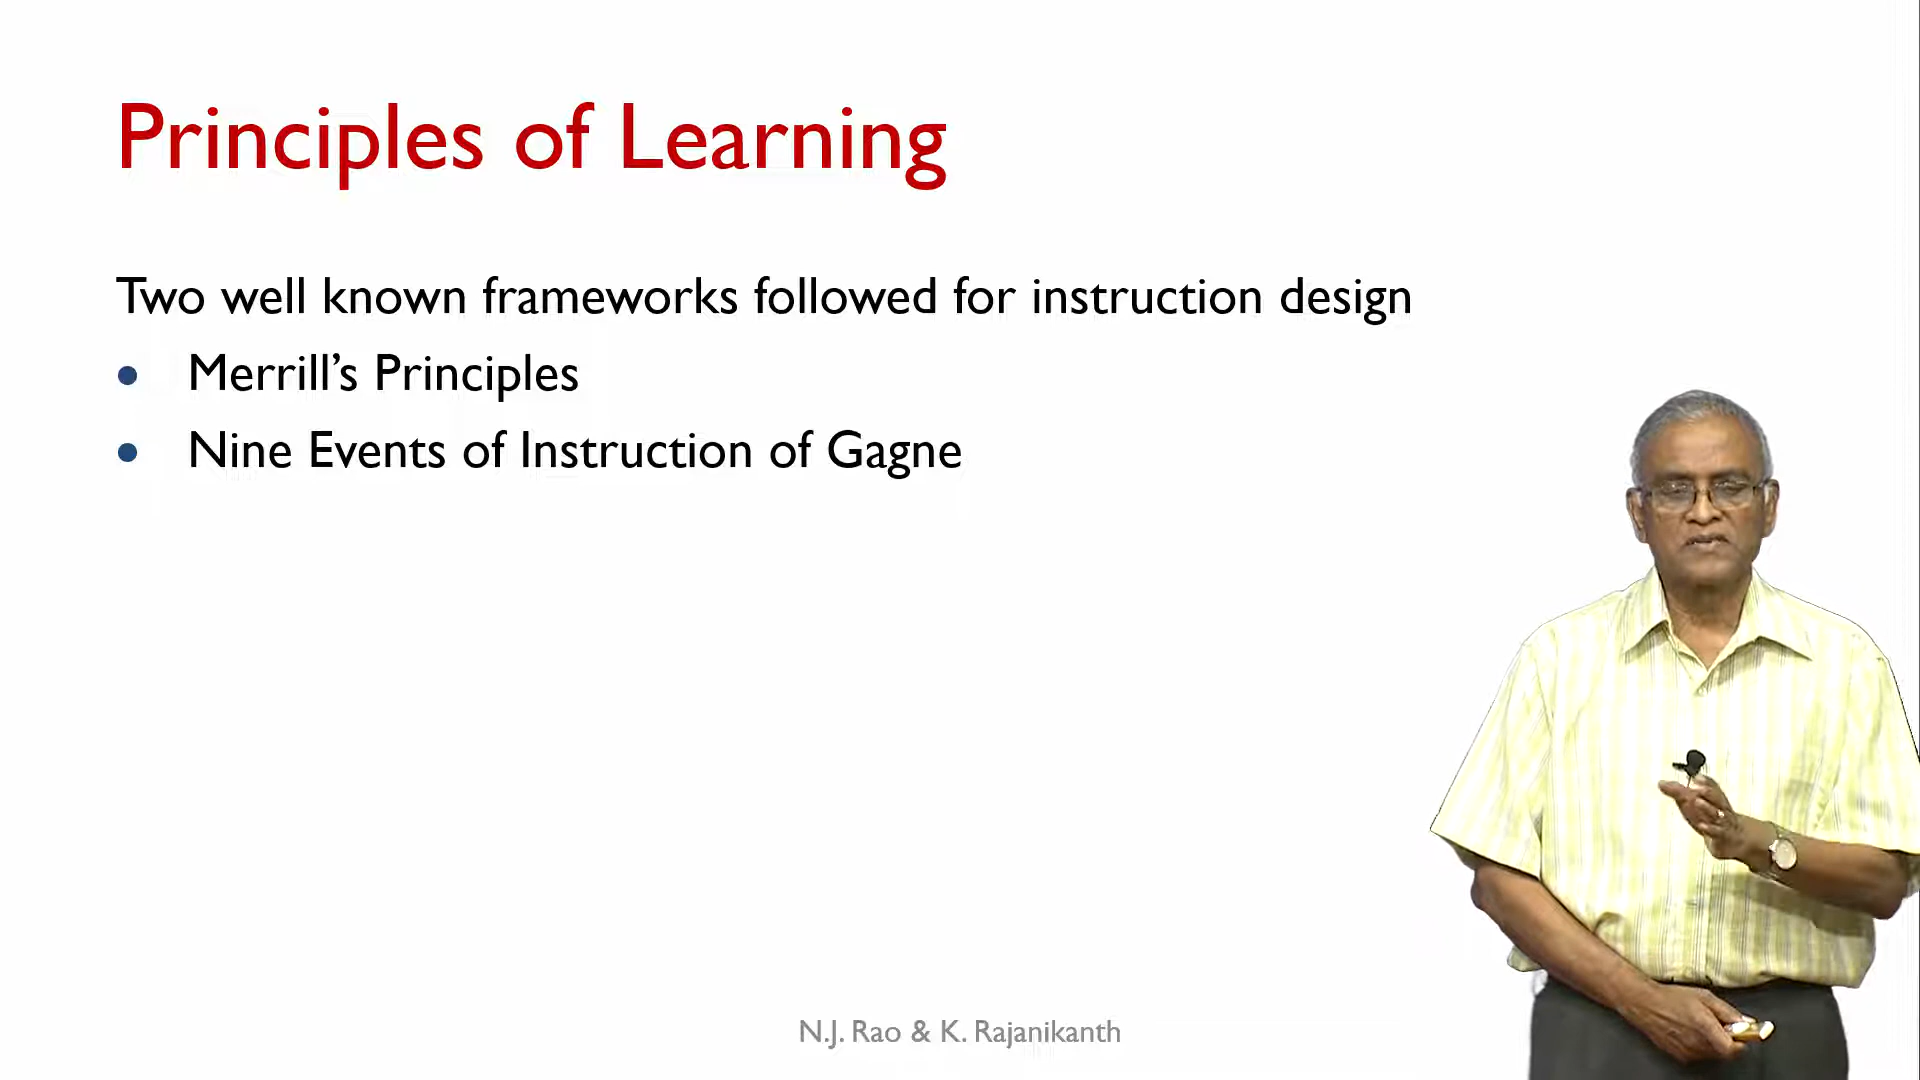 Principles of Learning
Two well known frameworks followed for instruction design
• Merrill’s Principles
• Nine Events of Instruction of Gagne
N.J. Rao & K. Rajanikanth